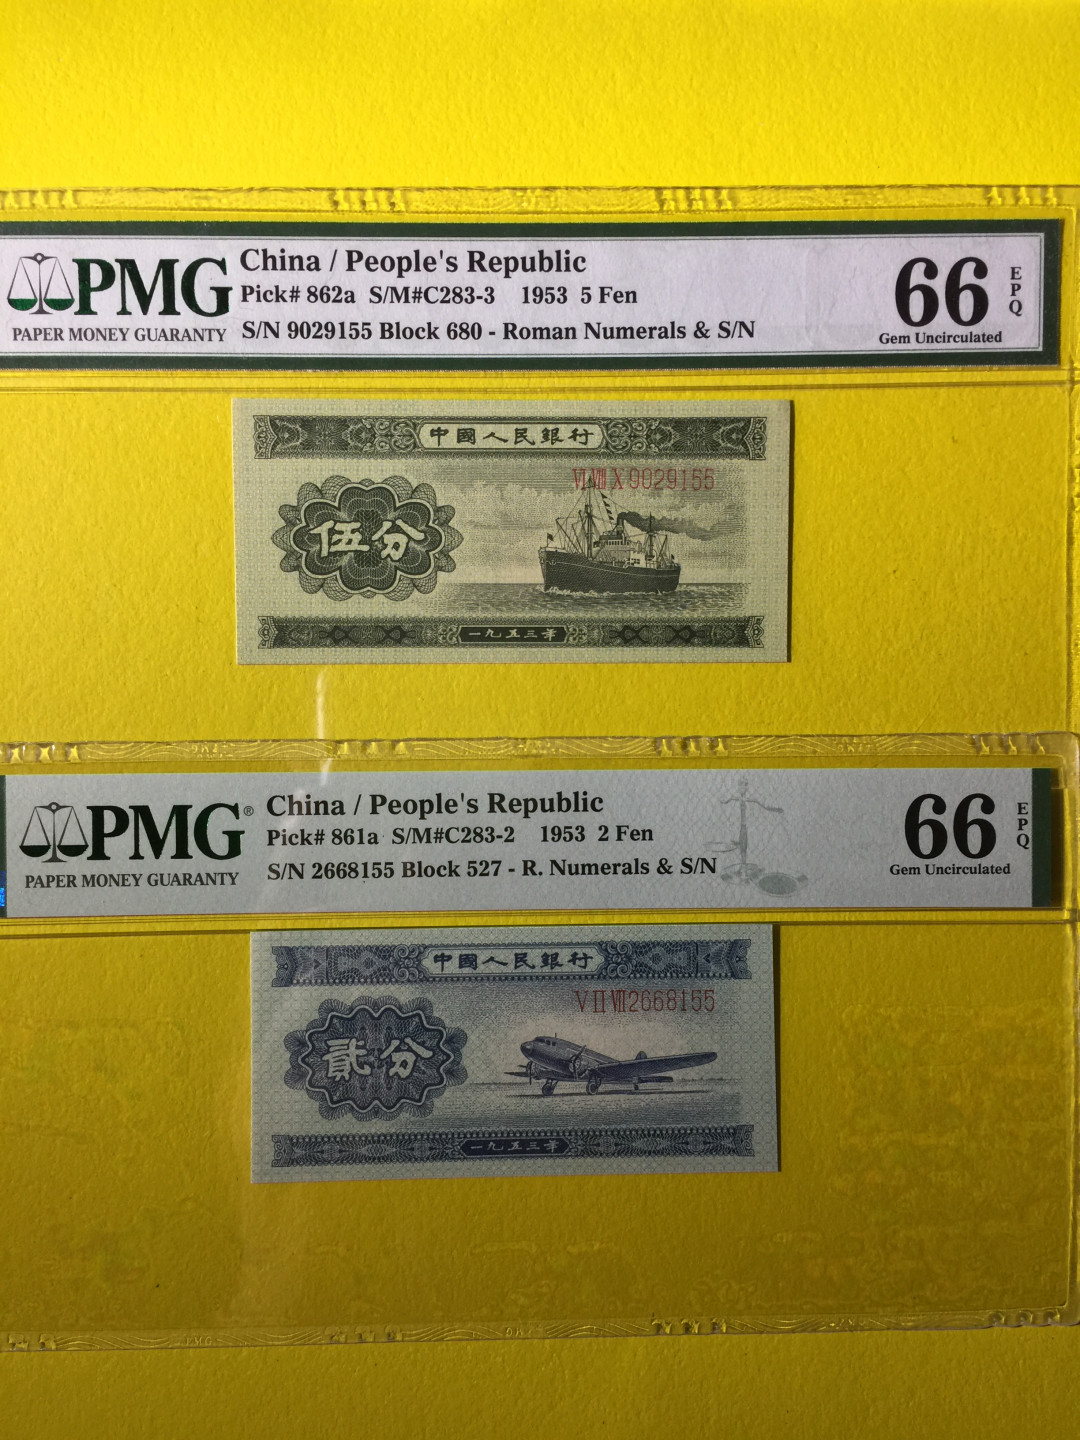 PMG
PAPER MONEY GUARANTY
China / People's Republic
Pick# 862a S/M#C283-3 1953 5 Fen
S/N 9029155 Block 680 - Roman Numerals & S/N
66
EPQ
Gem Uncirculated
中國人民銀行
ⅥⅧⅩ9029155
伍分
一九五三年
PMG®
PAPER MONEY GUARANTY
China / People's Republic
Pick# 861a S/M#C283-2 1953 2 Fen
S/N 2668155 Block 527 - R. Numerals & S/N
66
EPQ
Gem Uncirculated
中國人民銀行
ⅤⅡⅦ2668155
貳分
一九五三年
PMG